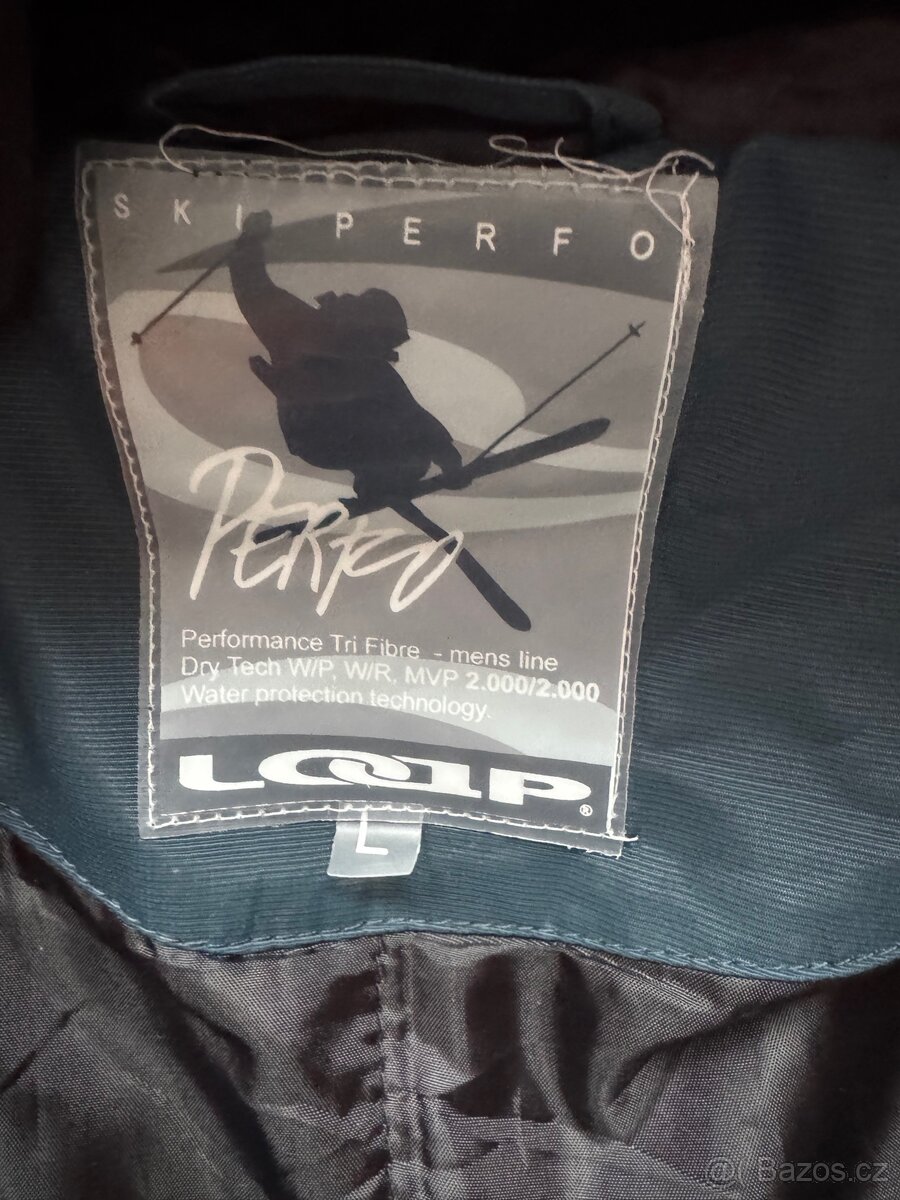 SKI PERFO
PERFO
Performance Tri Fibre - mens line
Dry Tech W/P, W/R, MVP 2.000/2.000
Water protection technology.
LOAP®
L
@( Bazos.cz